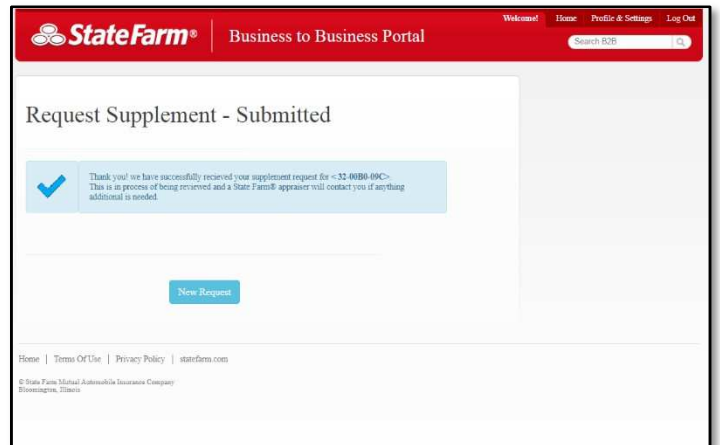 Welcome! Home Profile & Settings Log Out
StateFarm® Business to Business Portal
Search B2B
Request Supplement - Submitted
Thank you! we have successfully recieved your supplement request for <32-00B0-09C>.
This is in process of being reviewed and a State Farm® appraiser will contact you if anything
additional is needed.
New Request
Home | Terms Of Use | Privacy Policy | statefarm.com
© State Farm Mutual Automobile Insurance Company
Bloomington, Illinois